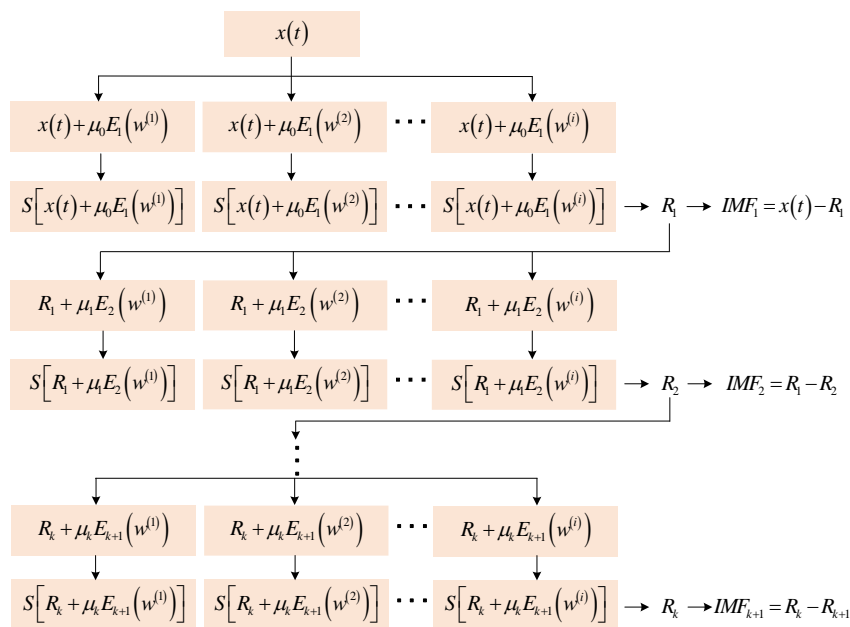 x(t)
x(t)+μ₀E₁(w⁽¹⁾) x(t)+μ₀E₁(w⁽²⁾) ··· x(t)+μ₀E₁(w⁽ⁱ⁾)
S[x(t)+μ₀E₁(w⁽¹⁾)] S[x(t)+μ₀E₁(w⁽²⁾)] ··· S[x(t)+μ₀E₁(w⁽ⁱ⁾)] → R₁ → IMF₁ = x(t)−R₁
R₁+μ₁E₂(w⁽¹⁾) R₁+μ₁E₂(w⁽²⁾) ··· R₁+μ₁E₂(w⁽ⁱ⁾)
S[R₁+μ₁E₂(w⁽¹⁾)] S[R₁+μ₁E₂(w⁽²⁾)] ··· S[R₁+μ₁E₂(w⁽ⁱ⁾)] → R₂ → IMF₂ = R₁−R₂
⋮
Rₖ+μₖEₖ₊₁(w⁽¹⁾) Rₖ+μₖEₖ₊₁(w⁽²⁾) ··· Rₖ+μₖEₖ₊₁(w⁽ⁱ⁾)
S[Rₖ+μₖEₖ₊₁(w⁽¹⁾)] S[Rₖ+μₖEₖ₊₁(w⁽²⁾)] ··· S[Rₖ+μₖEₖ₊₁(w⁽ⁱ⁾)] → Rₖ → IMFₖ₊₁ = Rₖ−Rₖ₊₁